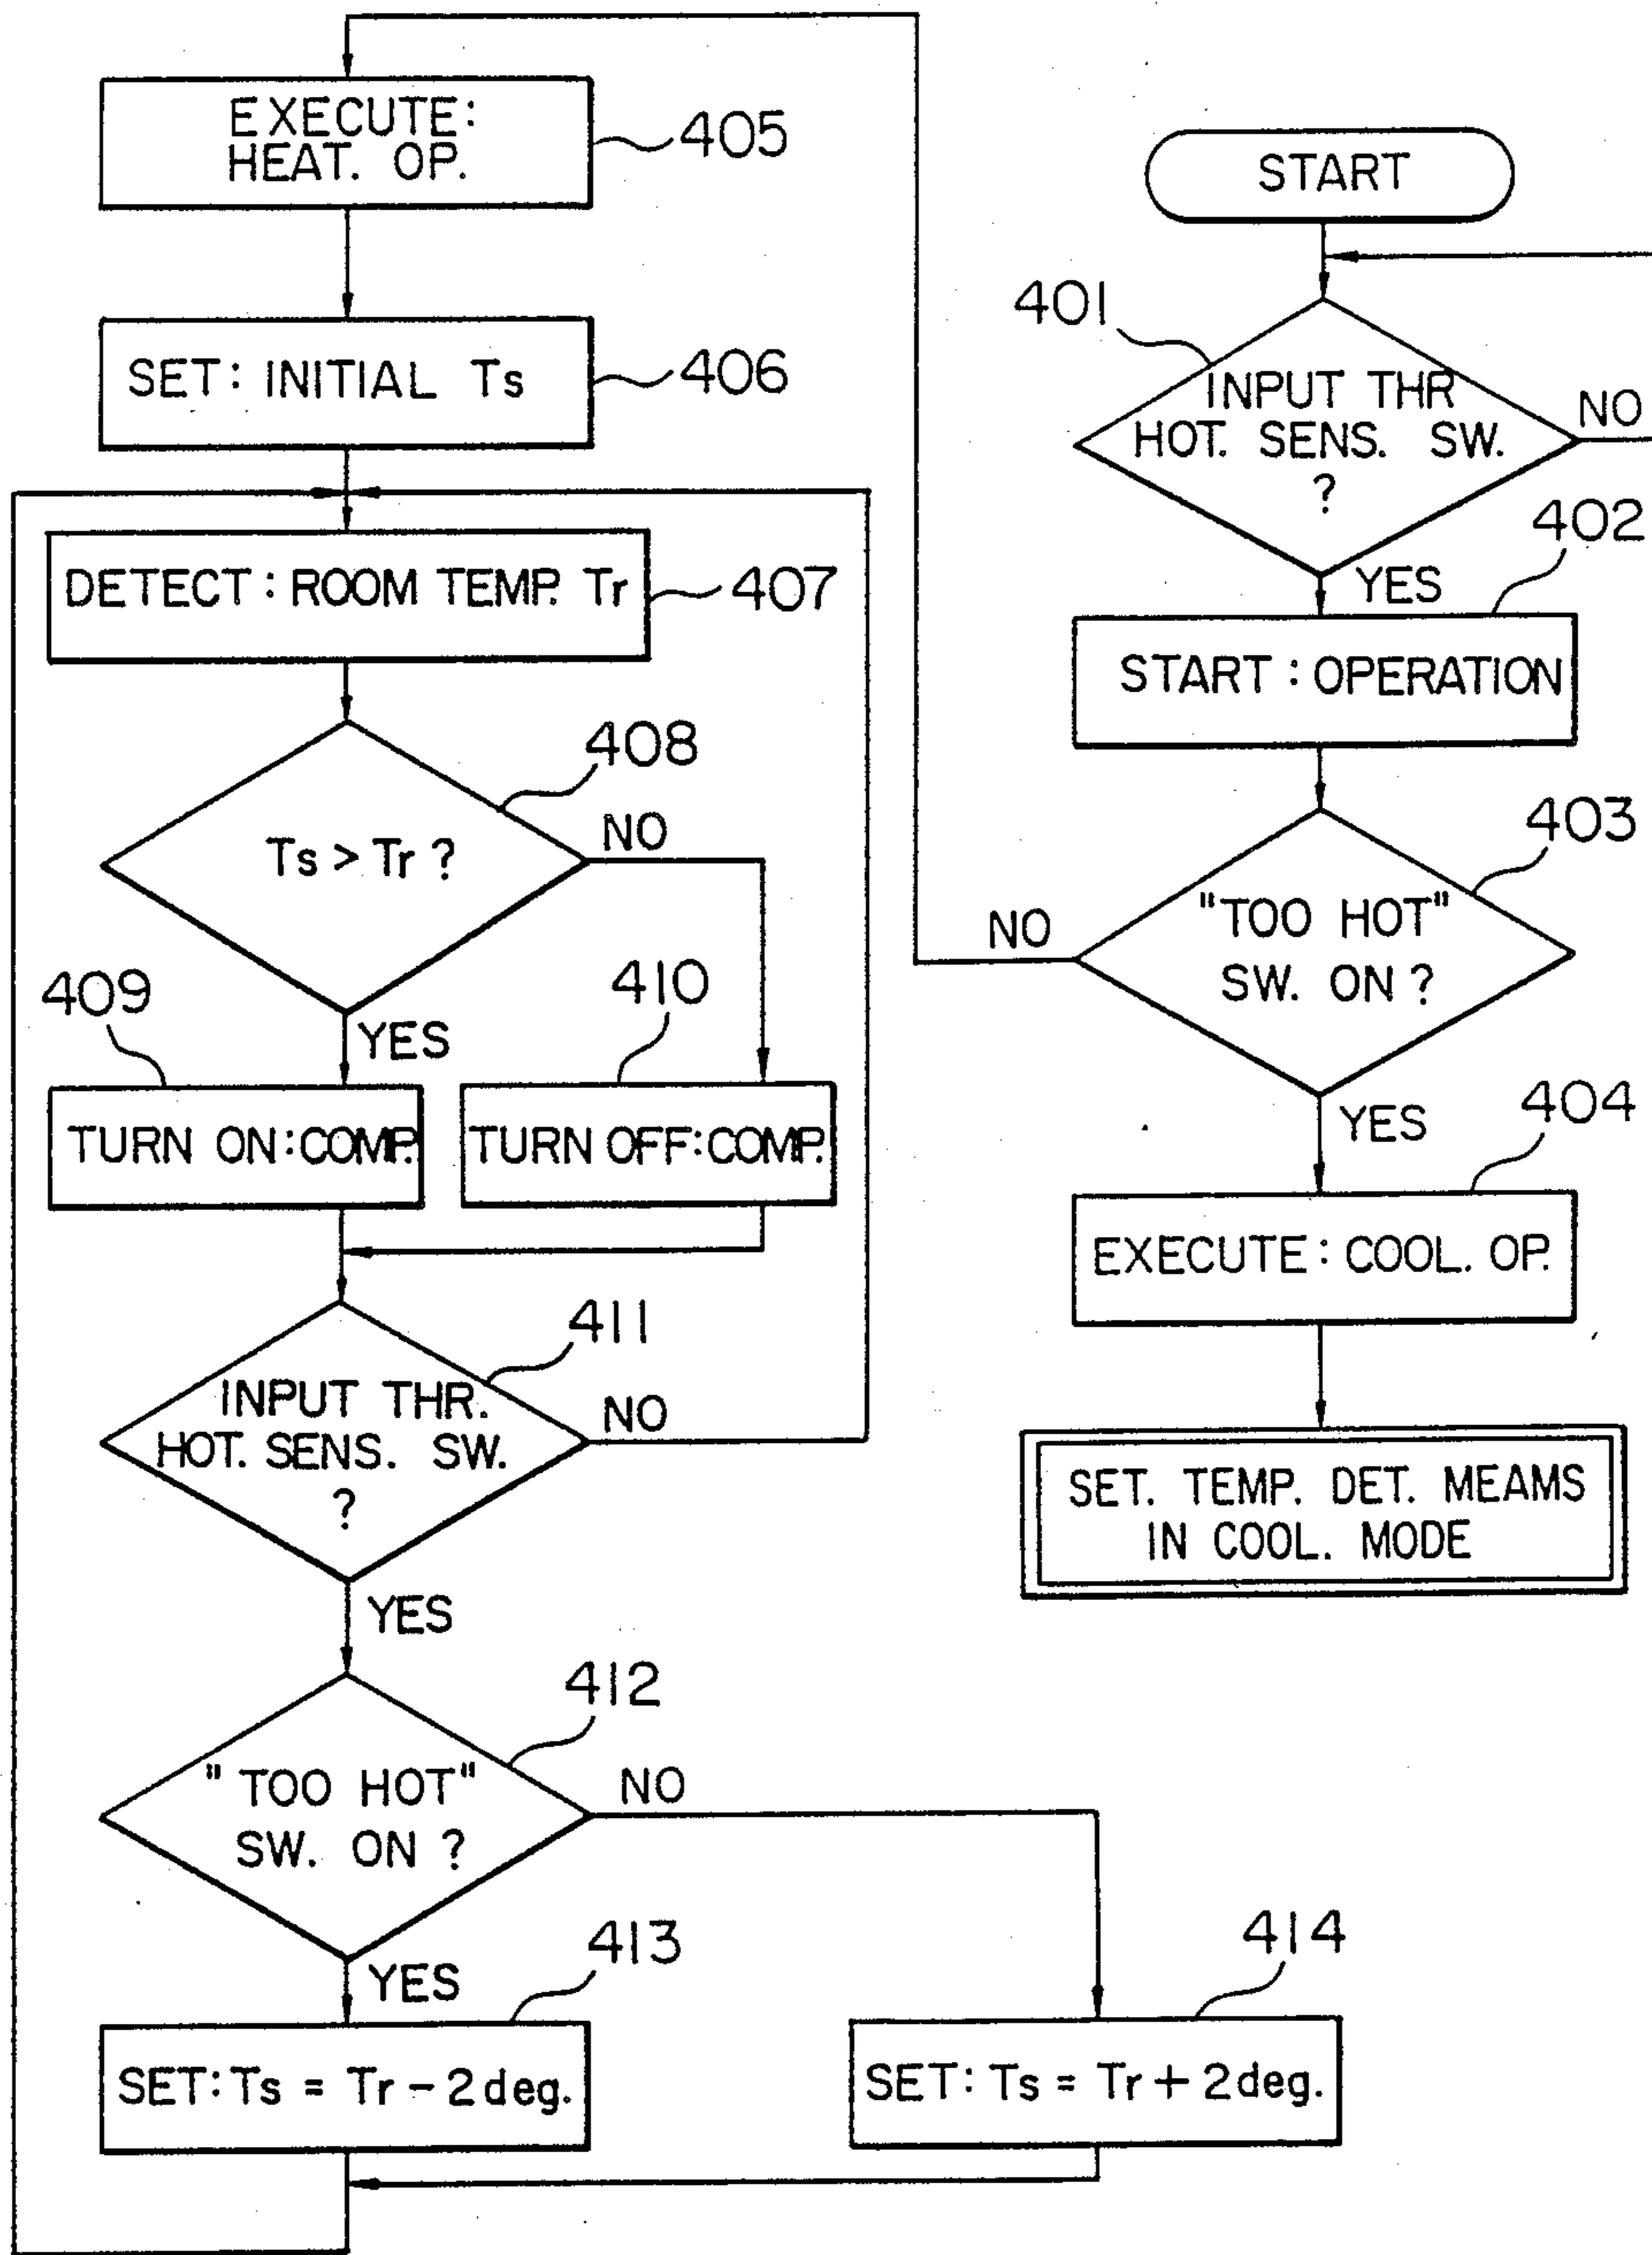 START
401
INPUT THR
HOT. SENS. SW.
?
NO
YES
402
START : OPERATION
403
"TOO HOT"
SW. ON ?
NO
YES
404
EXECUTE : COOL. OP.
SET. TEMP. DET. MEAMS
IN COOL. MODE
EXECUTE:
HEAT. OP.
405
SET: INITIAL Ts
406
DETECT : ROOM TEMP. Tr
407
408
Ts > Tr ?
NO
YES
409
TURN ON:COMP.
410
TURN OFF:COMP.
411
INPUT THR.
HOT. SENS. SW.
?
NO
YES
412
" TOO HOT"
SW. ON ?
NO
YES
413
SET: Ts = Tr − 2 deg.
414
SET: Ts = Tr + 2 deg.